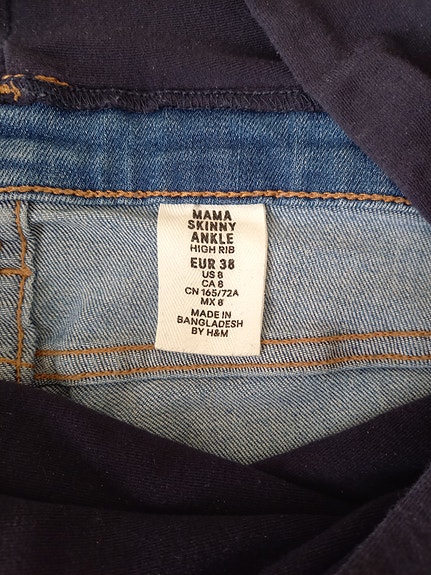 MAMA
SKINNY
ANKLE
HIGH RIB
EUR 38
US 8
CA 8
CN 165/72A
MX 8
MADE IN
BANGLADESH
BY H&M